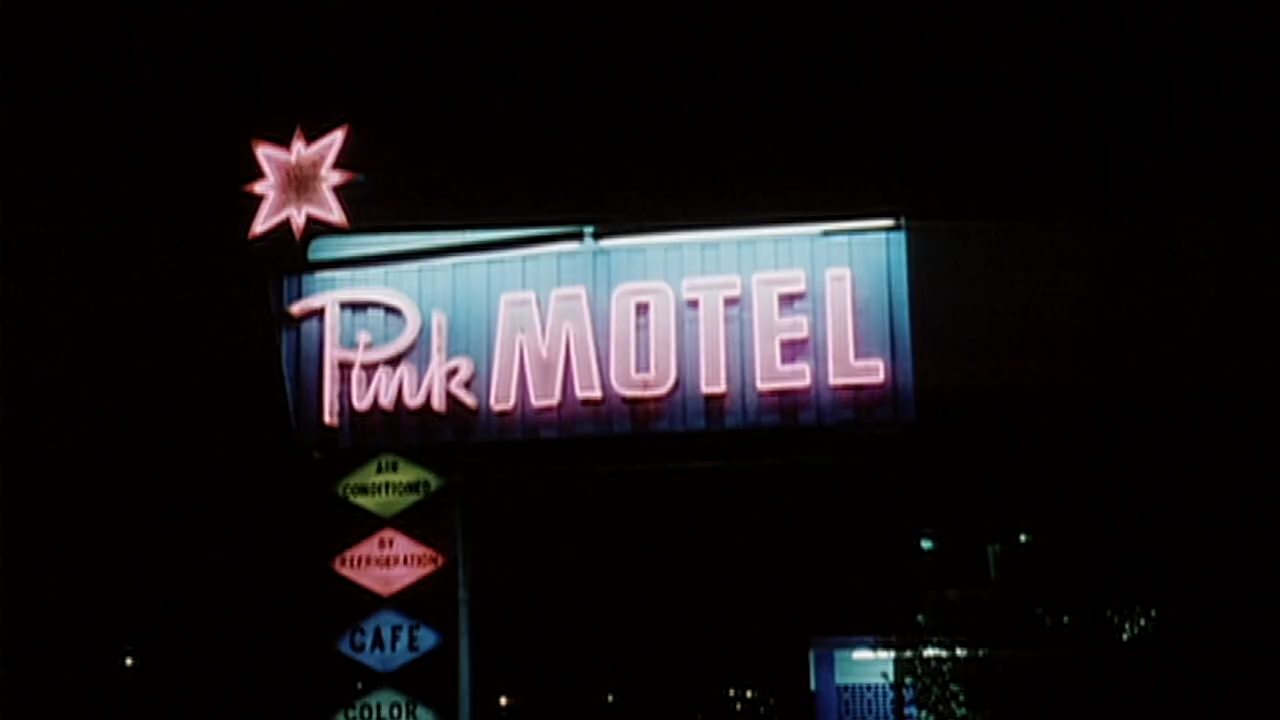 Pink MOTEL
AIR
CONDITIONED
BY
REFRIGERATION
CAFE
COLOR